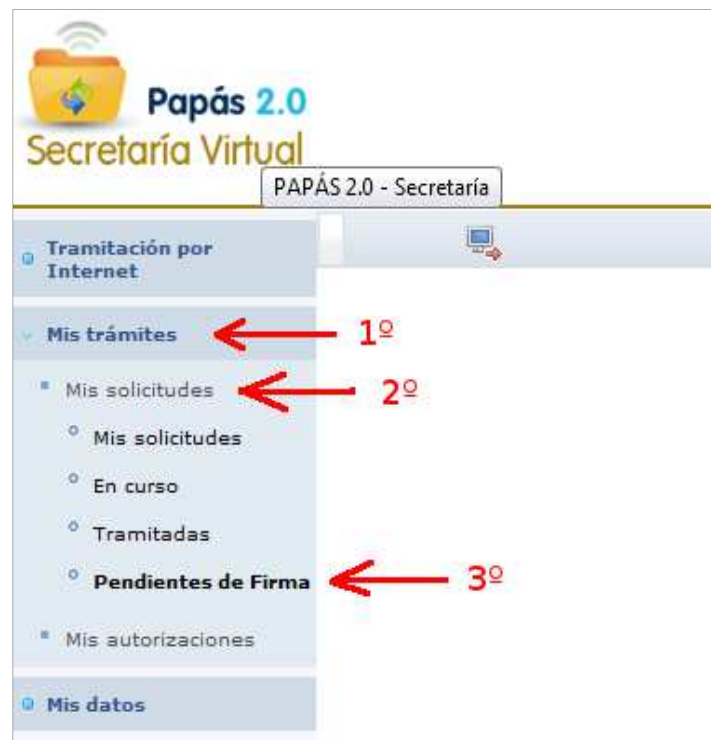 Papás 2.0
Secretaría Virtual
PAPÁS 2.0 - Secretaría
Tramitación por
Internet
Mis trámites
1º
Mis solicitudes
2º
Mis solicitudes
En curso
Tramitadas
Pendientes de Firma
3º
Mis autorizaciones
Mis datos